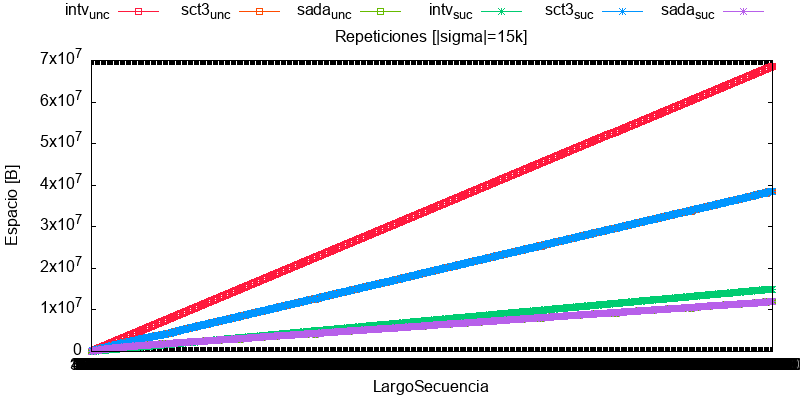 intv_unc sct3_unc sada_unc intv_suc sct3_suc sada_suc
Repeticiones [|sigma|=15k]
7x10^7
6x10^7
5x10^7
4x10^7
3x10^7
2x10^7
1x10^7
0
Espacio [B]
LargoSecuencia